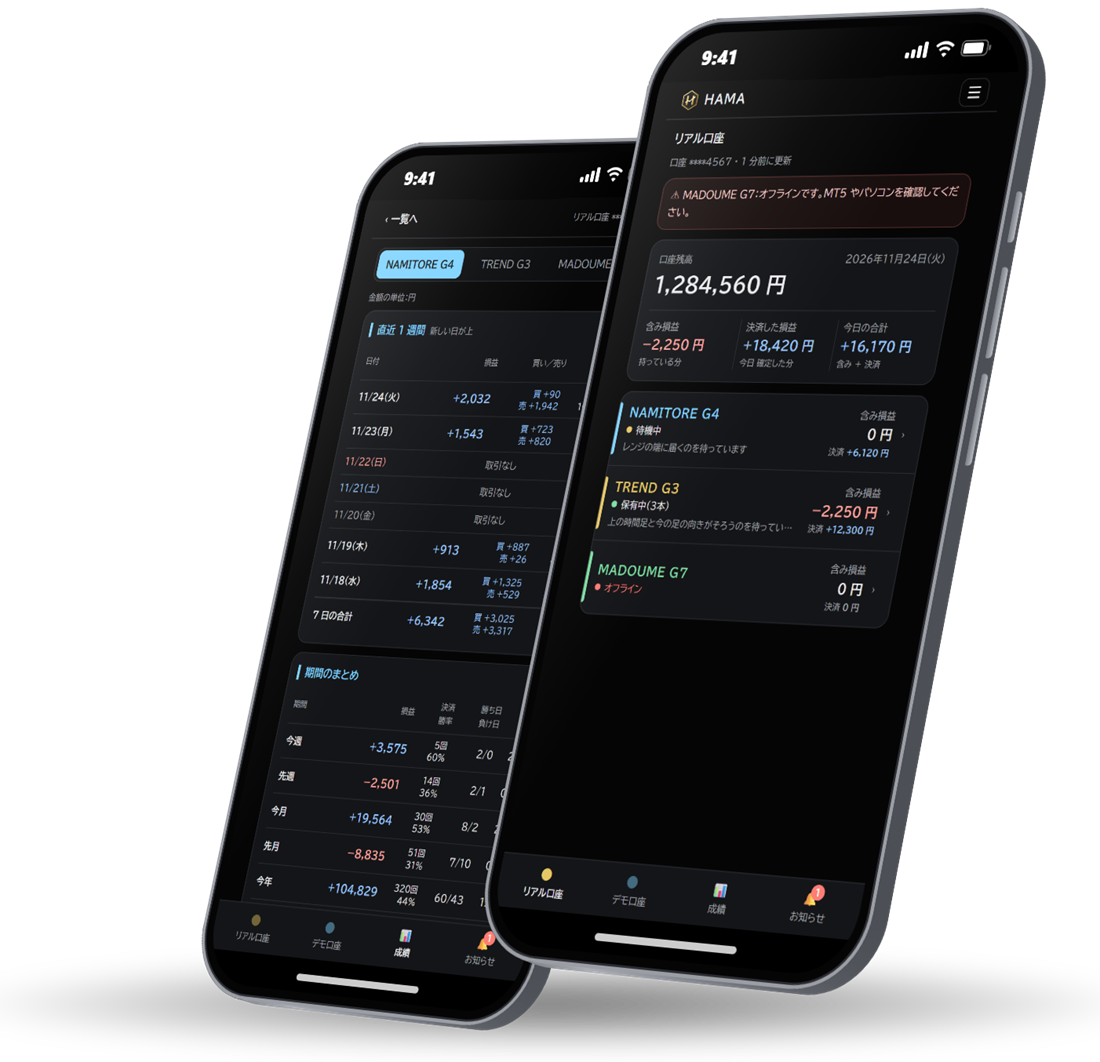 9:41
HAMA
リアル口座
口座 ****4567・1 分前に更新
⚠ MADOUME G7:オフラインです。MT5 やパソコンを確認してくだ
さい。
口座残高 2026年11月24日(火)
1,284,560 円
含み損益 決済した損益 今日の合計
−2,250 円 +18,420 円 +16,170 円
持っている分 今日 確定した分 含み + 決済
NAMITORE G4 含み損益
待機中 0 円 ›
レンジの端に届くのを待っています 決済 +6,120 円
TREND G3 含み損益
保有中(3本) −2,250 円 ›
上の時間足と今の足の向きがそろうのを待ってい… 決済 +12,300 円
MADOUME G7 含み損益
オフライン 0 円 ›
決済 0 円
リアル口座 デモ口座 成績 お知らせ
1
9:41
‹ 一覧へ リアル口座
NAMITORE G4 TREND G3 MADOUME
金額の単位:円
直近 1 週間 新しい日が上
日付 損益 買い/売り
11/24(火) +2,032 買 +90
売 +1,942
11/23(月) +1,543 買 +723
売 +820
11/22(日) 取引なし
11/21(土) 取引なし
11/20(金) 取引なし
11/19(木) +913 買 +887
売 +26
11/18(水) +1,854 買 +1,325
売 +529
7 日の合計 +6,342 買 +3,025
売 +3,317
期間のまとめ
期間 損益 決済 勝ち日
勝率 負け日
今週 +3,575 5回 2/0
60%
先週 −2,501 14回 2/1
36%
今月 +19,564 30回 8/2
53%
先月 −8,835 51回 7/10
31%
今年 +104,829 320回 60/43
44%
リアル口座 デモ口座 成績 お知らせ
1